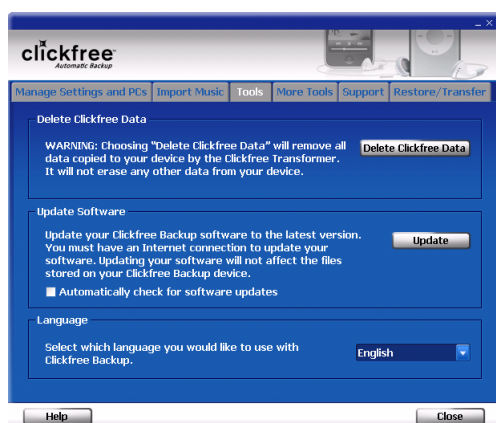 clickfree™
Automatic Backup
Manage Settings and PCs Import Music Tools More Tools Support Restore/Transfer
Delete Clickfree Data
WARNING: Choosing "Delete Clickfree Data" will remove all
data copied to your device by the Clickfree Transformer.
It will not erase any other data from your device.
Delete Clickfree Data
Update Software
Update your Clickfree Backup software to the latest version.
You must have an Internet connection to update your
software. Updating your software will not affect the files
stored on your Clickfree Backup device.
Update
Automatically check for software updates
Language
Select which language you would like to use with
Clickfree Backup.
English
Help Close